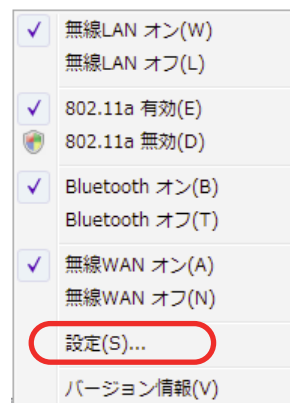 無線LAN オン(W)
無線LAN オフ(L)
802.11a 有効(E)
802.11a 無効(D)
Bluetooth オン(B)
Bluetooth オフ(T)
無線WAN オン(A)
無線WAN オフ(N)
設定(S)...
バージョン情報(V)